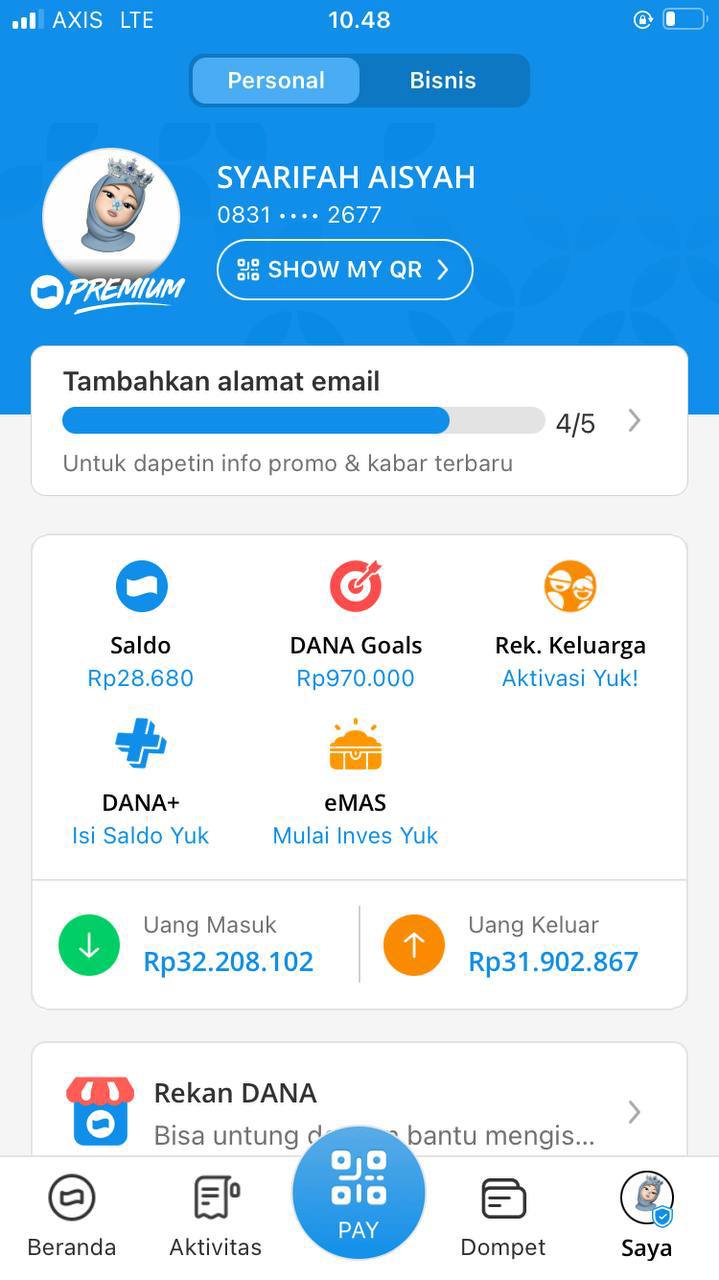 AXIS LTE 10.48
Personal Bisnis
SYARIFAH AISYAH
0831 •••• 2677
SHOW MY QR
PREMIUM
Tambahkan alamat email
4/5
Untuk dapetin info promo & kabar terbaru
Saldo DANA Goals Rek. Keluarga
Rp28.680 Rp970.000 Aktivasi Yuk!
DANA+ eMAS
Isi Saldo Yuk Mulai Inves Yuk
Uang Masuk Uang Keluar
Rp32.208.102 Rp31.902.867
Rekan DANA
Bisa untung bantu mengis...
PAY
Beranda Aktivitas Dompet Saya